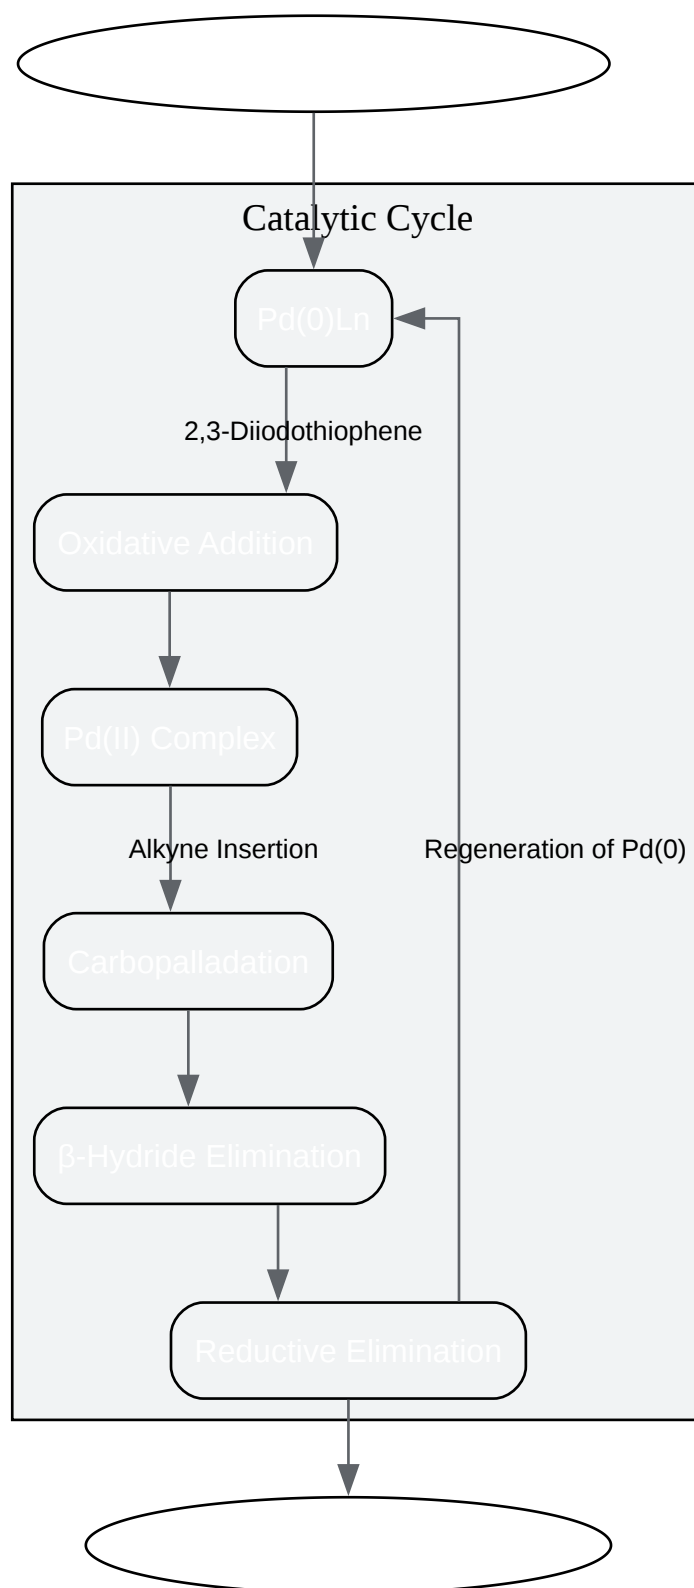 Catalytic Cycle
Pd(0)Ln
2,3-Diiodothiophene
Oxidative Addition
Pd(II) Complex
Alkyne Insertion
Regeneration of Pd(0)
Carbopalladation
β-Hydride Elimination
Reductive Elimination